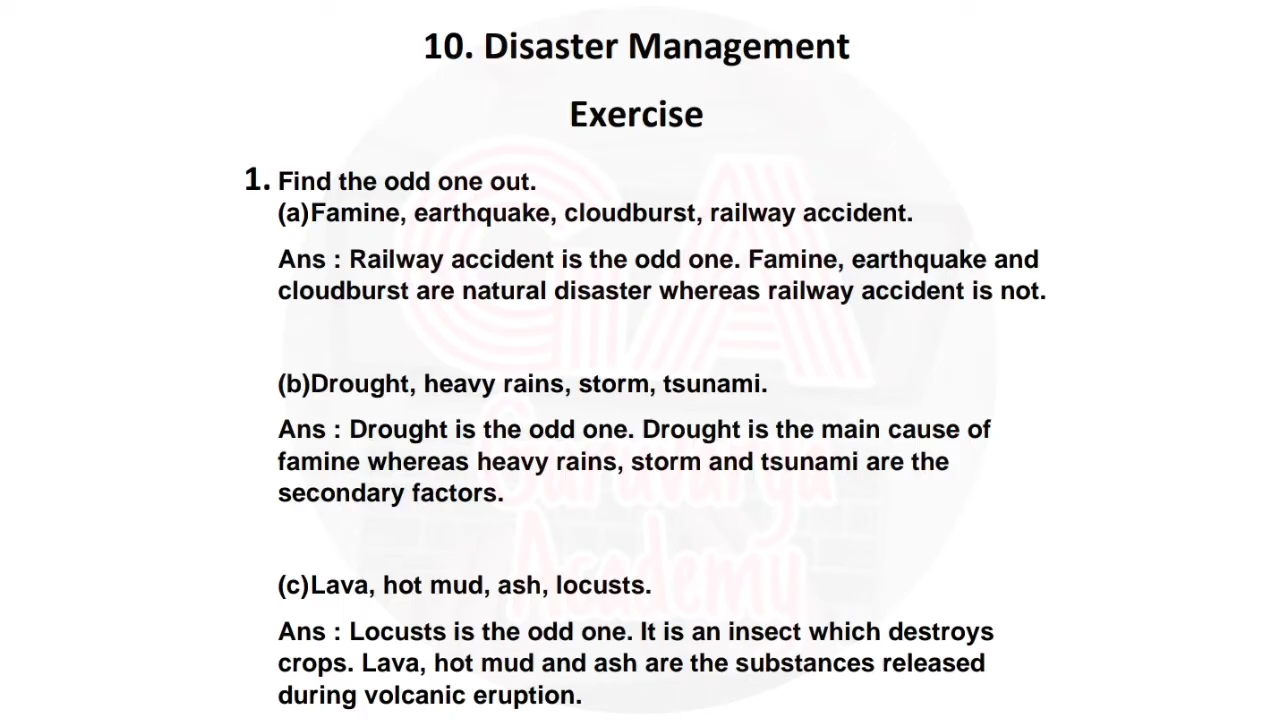 10. Disaster Management
Exercise
1. Find the odd one out.
(a)Famine, earthquake, cloudburst, railway accident.
Ans : Railway accident is the odd one. Famine, earthquake and
cloudburst are natural disaster whereas railway accident is not.
(b)Drought, heavy rains, storm, tsunami.
Ans : Drought is the odd one. Drought is the main cause of
famine whereas heavy rains, storm and tsunami are the
secondary factors.
(c)Lava, hot mud, ash, locusts.
Ans : Locusts is the odd one. It is an insect which destroys
crops. Lava, hot mud and ash are the substances released
during volcanic eruption.
GA
Academy